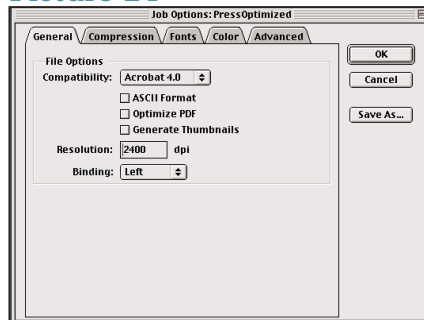 Job Options: PressOptimized
General Compression Fonts Color Advanced
File Options
Compatibility: Acrobat 4.0
ASCII Format
Optimize PDF
Generate Thumbnails
Resolution: 2400 dpi
Binding: Left
OK
Cancel
Save As...